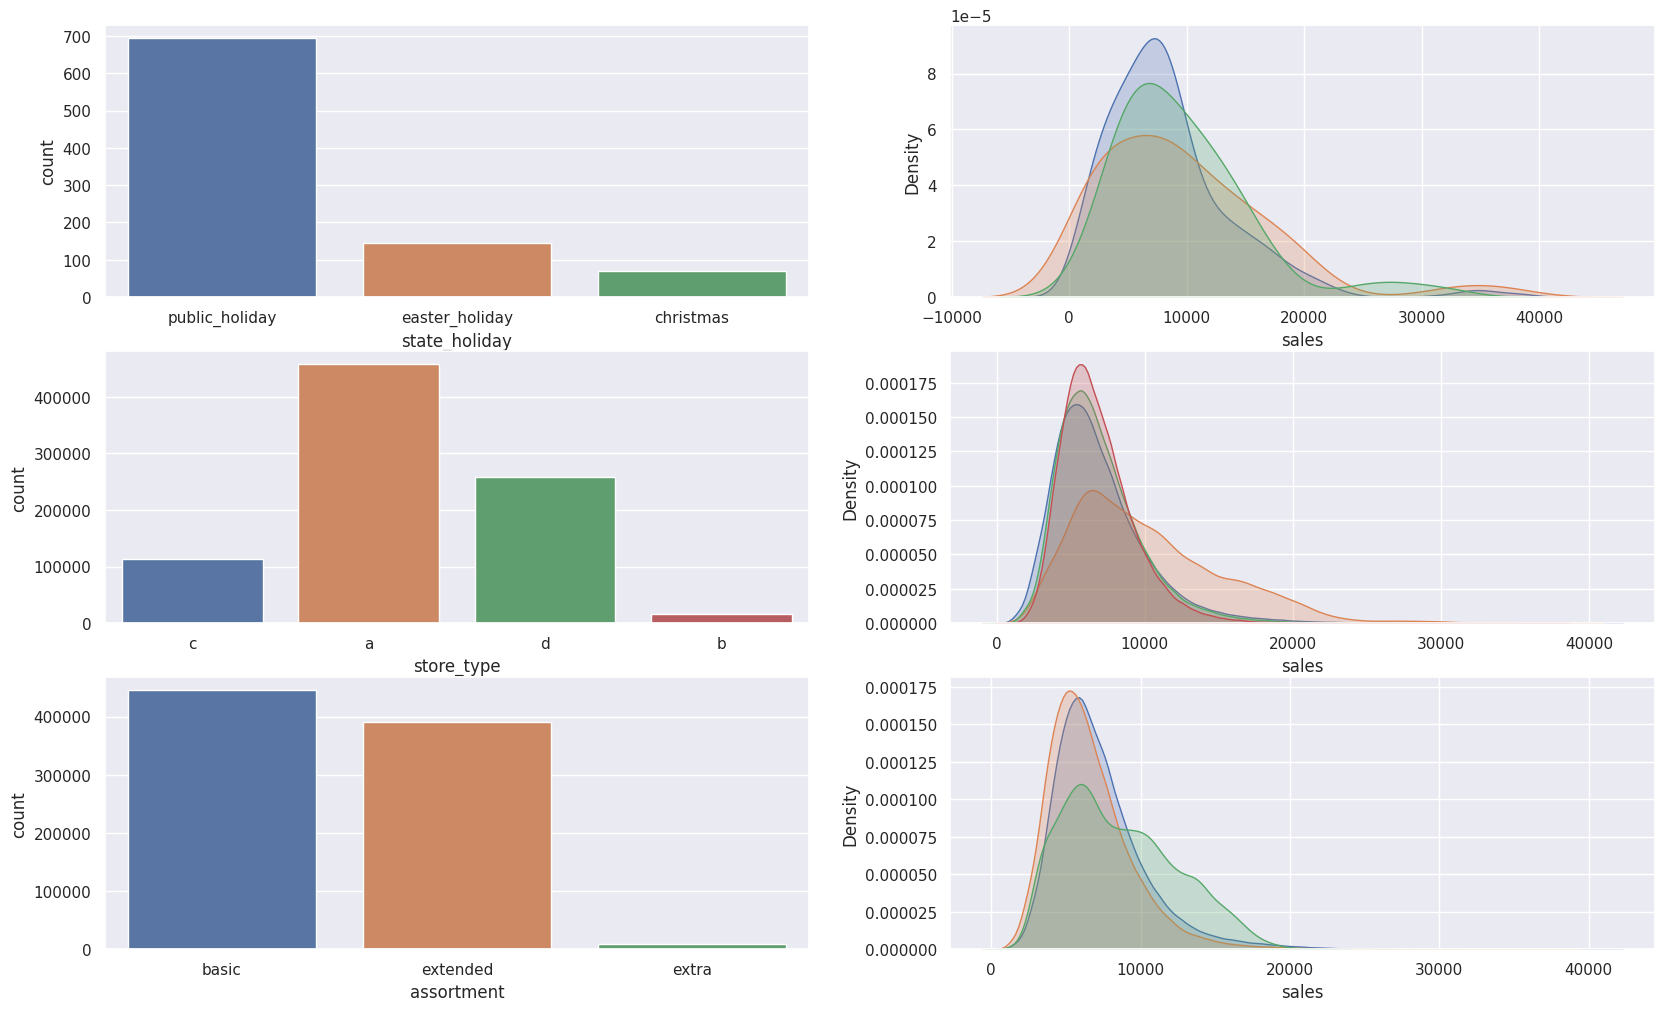 700
600
500
400
300
200
100
0
count
public_holiday easter_holiday christmas
state_holiday
1e−5
8
6
4
2
0
Density
−10000 0 10000 20000 30000 40000
sales
400000
300000
200000
100000
0
count
c a d b
store_type
0.000175
0.000150
0.000125
0.000100
0.000075
0.000050
0.000025
0.000000
Density
0 10000 20000 30000 40000
sales
400000
300000
200000
100000
0
count
basic extended extra
assortment
0.000175
0.000150
0.000125
0.000100
0.000075
0.000050
0.000025
0.000000
Density
0 10000 20000 30000 40000
sales